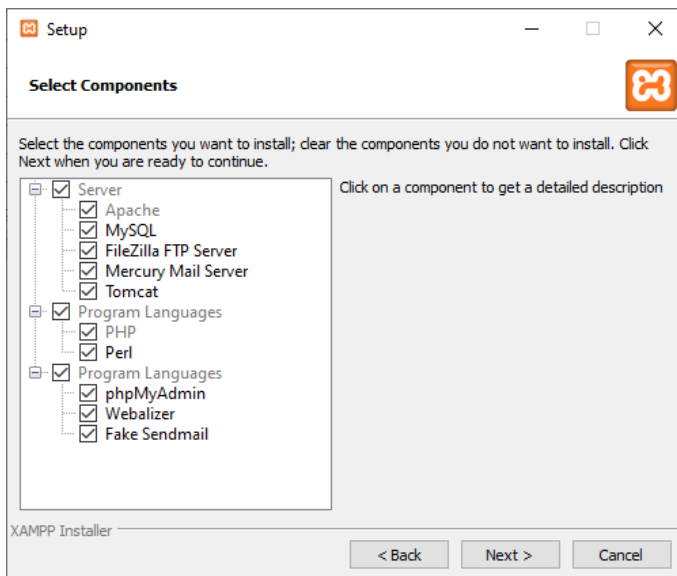 Setup
Select Components
Select the components you want to install; clear the components you do not want to install. Click
Next when you are ready to continue.
Server
Apache
MySQL
FileZilla FTP Server
Mercury Mail Server
Tomcat
Program Languages
PHP
Perl
Program Languages
phpMyAdmin
Webalizer
Fake Sendmail
Click on a component to get a detailed description
XAMPP Installer
< Back
Next >
Cancel